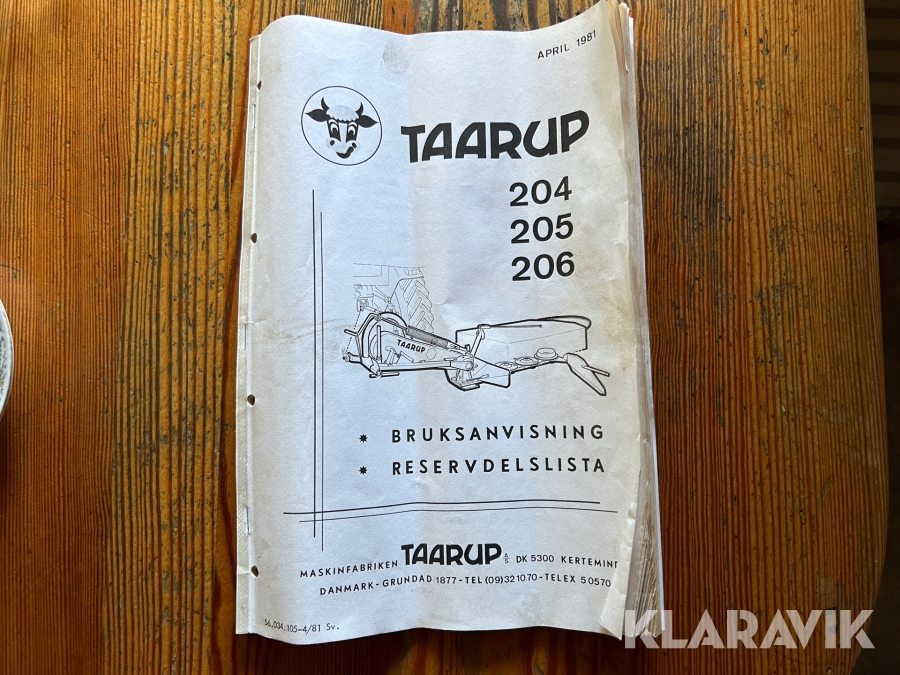 APRIL 1981
TAARUP
204
205
206
TAARUP
* BRUKSANVISNING
* RESERVDELSLISTA
MASKINFABRIKEN TAARUP A/S DK 5300 KERTEMIN
DANMARK - GRUNDAD 1877 - TEL (09) 321070 - TELEX 50570
56.034.105-4/81 Sv.
KLARAVIK